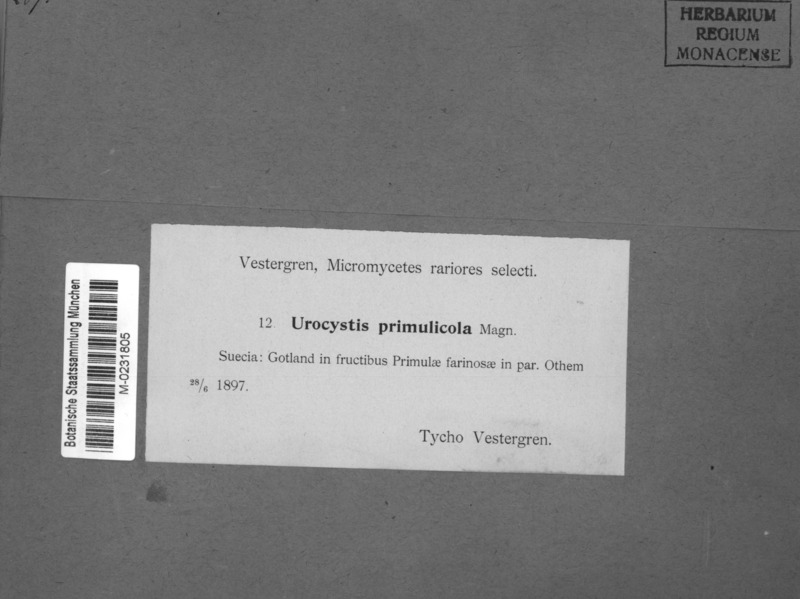 HERBARIUM
REGIUM
MONACENSE
Vestergren, Micromycetes rariores selecti.
12. Urocystis primulicola Magn.
Suecia: Gotland in fructibus Primulæ farinosæ in par. Othem
28/6 1897.
Tycho Vestergren.
Botanische Staatssammlung München
M-0231805